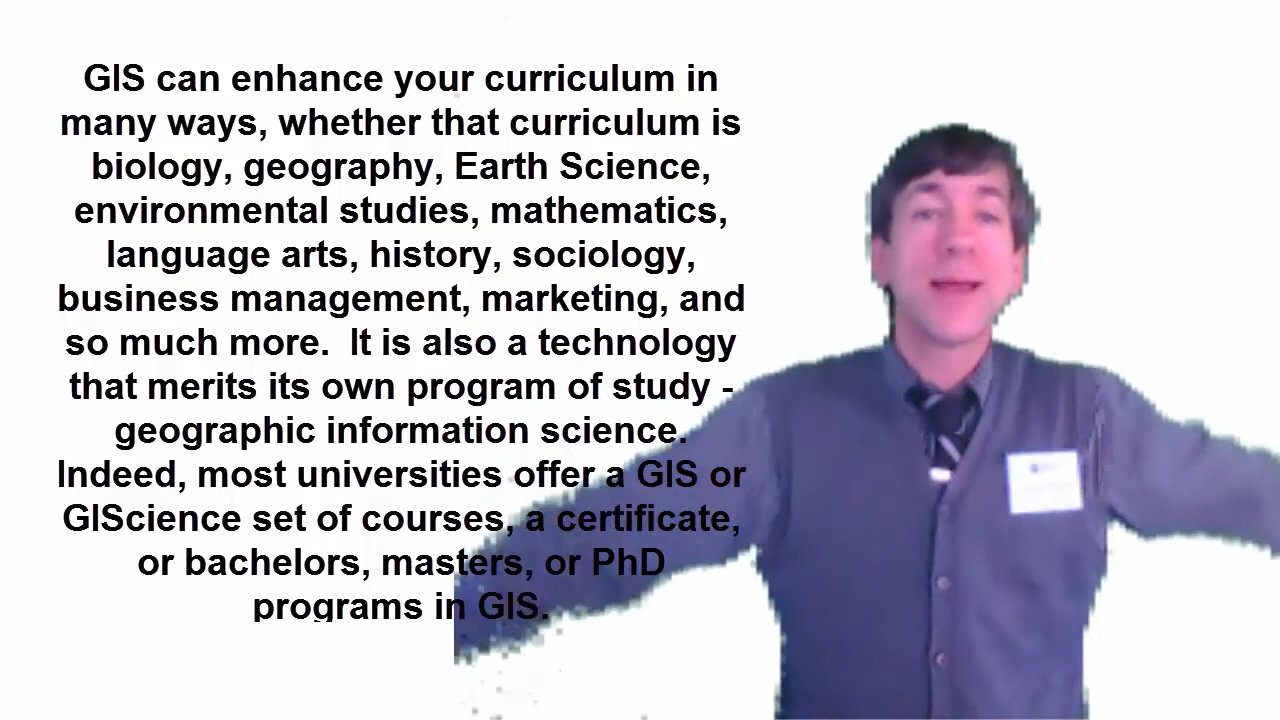 GIS can enhance your curriculum in
many ways, whether that curriculum is
biology, geography, Earth Science,
environmental studies, mathematics,
language arts, history, sociology,
business management, marketing, and
so much more.  It is also a technology
that merits its own program of study -
geographic information science.
Indeed, most universities offer a GIS or
GIScience set of courses, a certificate,
or bachelors, masters, or PhD
programs in GIS.